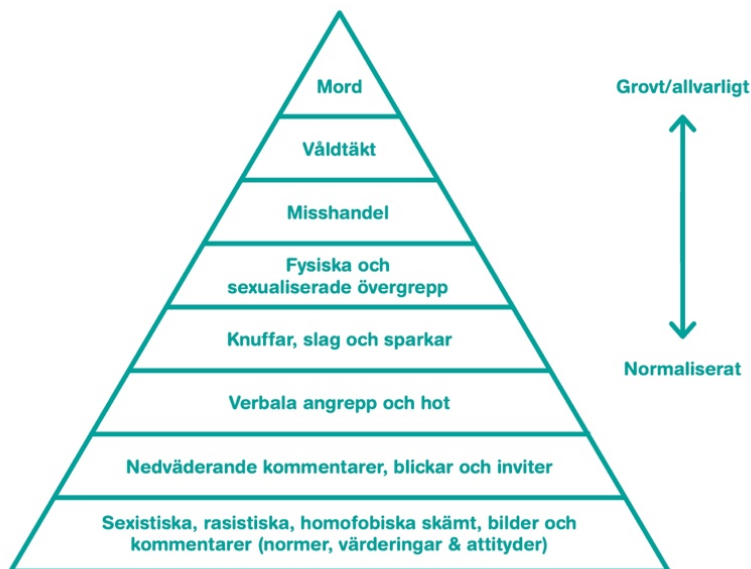 Mord
Våldtäkt
Misshandel
Fysiska och
sexualiserade övergrepp
Knuffar, slag och sparkar
Verbala angrepp och hot
Nedväderande kommentarer, blickar och inviter
Sexistiska, rasistiska, homofobiska skämt, bilder och
kommentarer (normer, värderingar & attityder)
Grovt/allvarligt
Normaliserat